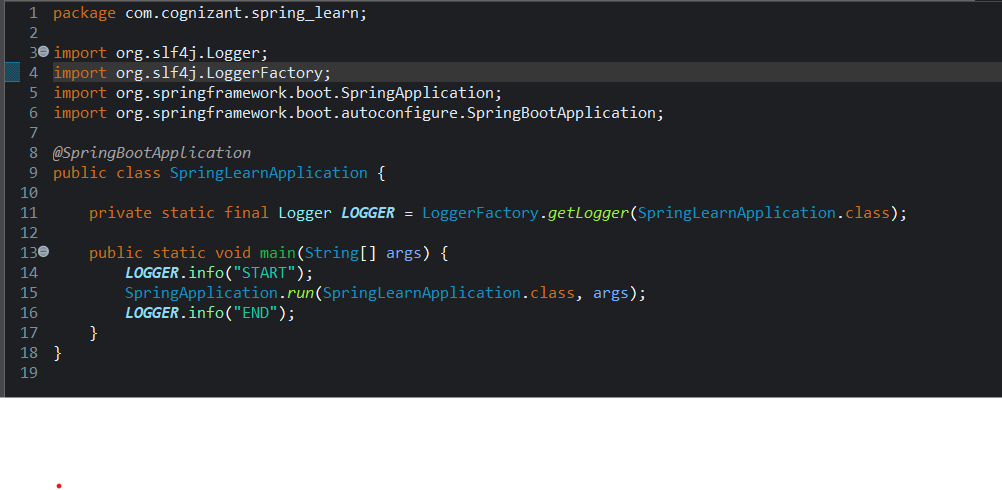 1 package com.cognizant.spring_learn;
2
3 import org.slf4j.Logger;
4 import org.slf4j.LoggerFactory;
5 import org.springframework.boot.SpringApplication;
6 import org.springframework.boot.autoconfigure.SpringBootApplication;
7
8 @SpringBootApplication
9 public class SpringLearnApplication {
10
11     private static final Logger LOGGER = LoggerFactory.getLogger(SpringLearnApplication.class);
12
13     public static void main(String[] args) {
14         LOGGER.info("START");
15         SpringApplication.run(SpringLearnApplication.class, args);
16         LOGGER.info("END");
17     }
18 }
19